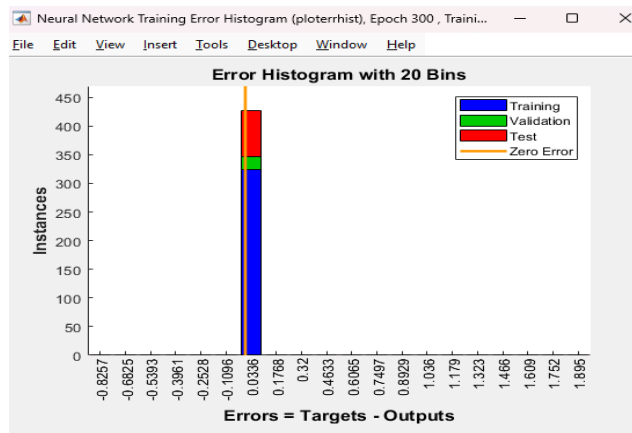 Neural Network Training Error Histogram (ploterrhist), Epoch 300 , Traini...
File Edit View Insert Tools Desktop Window Help
Error Histogram with 20 Bins
Training
Validation
Test
Zero Error
450
400
350
300
250
200
150
100
50
0
Instances
-0.8257 -0.6825 -0.5393 -0.3961 -0.2528 -0.1096 0.0336 0.1768 0.32 0.4633 0.6065 0.7497 0.8929 1.036 1.179 1.323 1.466 1.609 1.752 1.895
Errors = Targets - Outputs